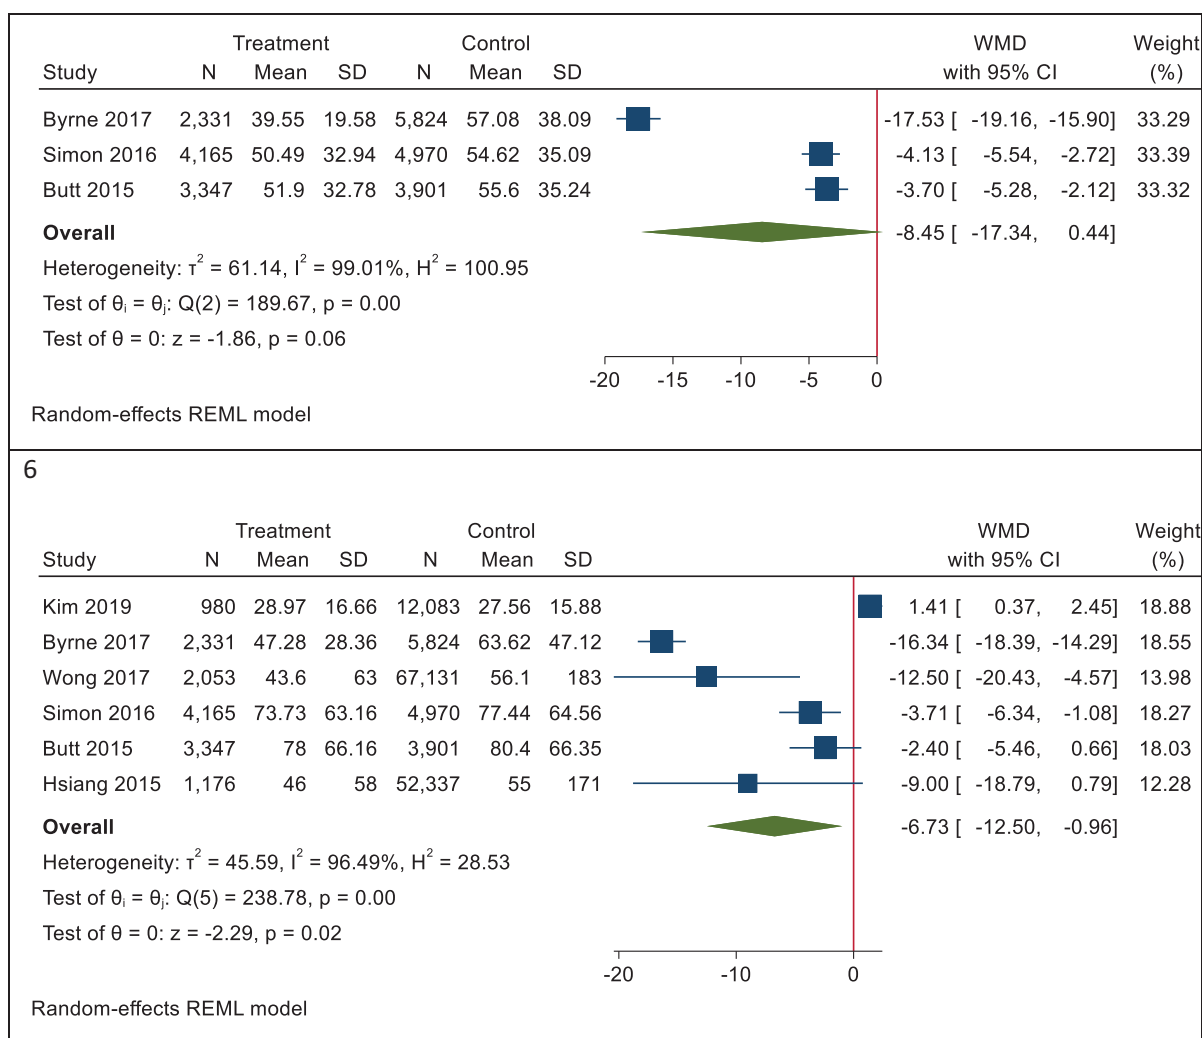 Treatment Control WMD Weight
Study N Mean SD N Mean SD with 95% CI (%)
Byrne 2017 2,331 39.55 19.58 5,824 57.08 38.09 -17.53 [ -19.16, -15.90] 33.29
Simon 2016 4,165 50.49 32.94 4,970 54.62 35.09 -4.13 [ -5.54, -2.72] 33.39
Butt 2015 3,347 51.9 32.78 3,901 55.6 35.24 -3.70 [ -5.28, -2.12] 33.32
Overall -8.45 [ -17.34, 0.44]
Heterogeneity: τ² = 61.14, I² = 99.01%, H² = 100.95
Test of θᵢ = θⱼ: Q(2) = 189.67, p = 0.00
Test of θ = 0: z = -1.86, p = 0.06
-20 -15 -10 -5 0
Random-effects REML model
6
Treatment Control WMD Weight
Study N Mean SD N Mean SD with 95% CI (%)
Kim 2019 980 28.97 16.66 12,083 27.56 15.88 1.41 [ 0.37, 2.45] 18.88
Byrne 2017 2,331 47.28 28.36 5,824 63.62 47.12 -16.34 [ -18.39, -14.29] 18.55
Wong 2017 2,053 43.6 63 67,131 56.1 183 -12.50 [ -20.43, -4.57] 13.98
Simon 2016 4,165 73.73 63.16 4,970 77.44 64.56 -3.71 [ -6.34, -1.08] 18.27
Butt 2015 3,347 78 66.16 3,901 80.4 66.35 -2.40 [ -5.46, 0.66] 18.03
Hsiang 2015 1,176 46 58 52,337 55 171 -9.00 [ -18.79, 0.79] 12.28
Overall -6.73 [ -12.50, -0.96]
Heterogeneity: τ² = 45.59, I² = 96.49%, H² = 28.53
Test of θᵢ = θⱼ: Q(5) = 238.78, p = 0.00
Test of θ = 0: z = -2.29, p = 0.02
-20 -10 0
Random-effects REML model